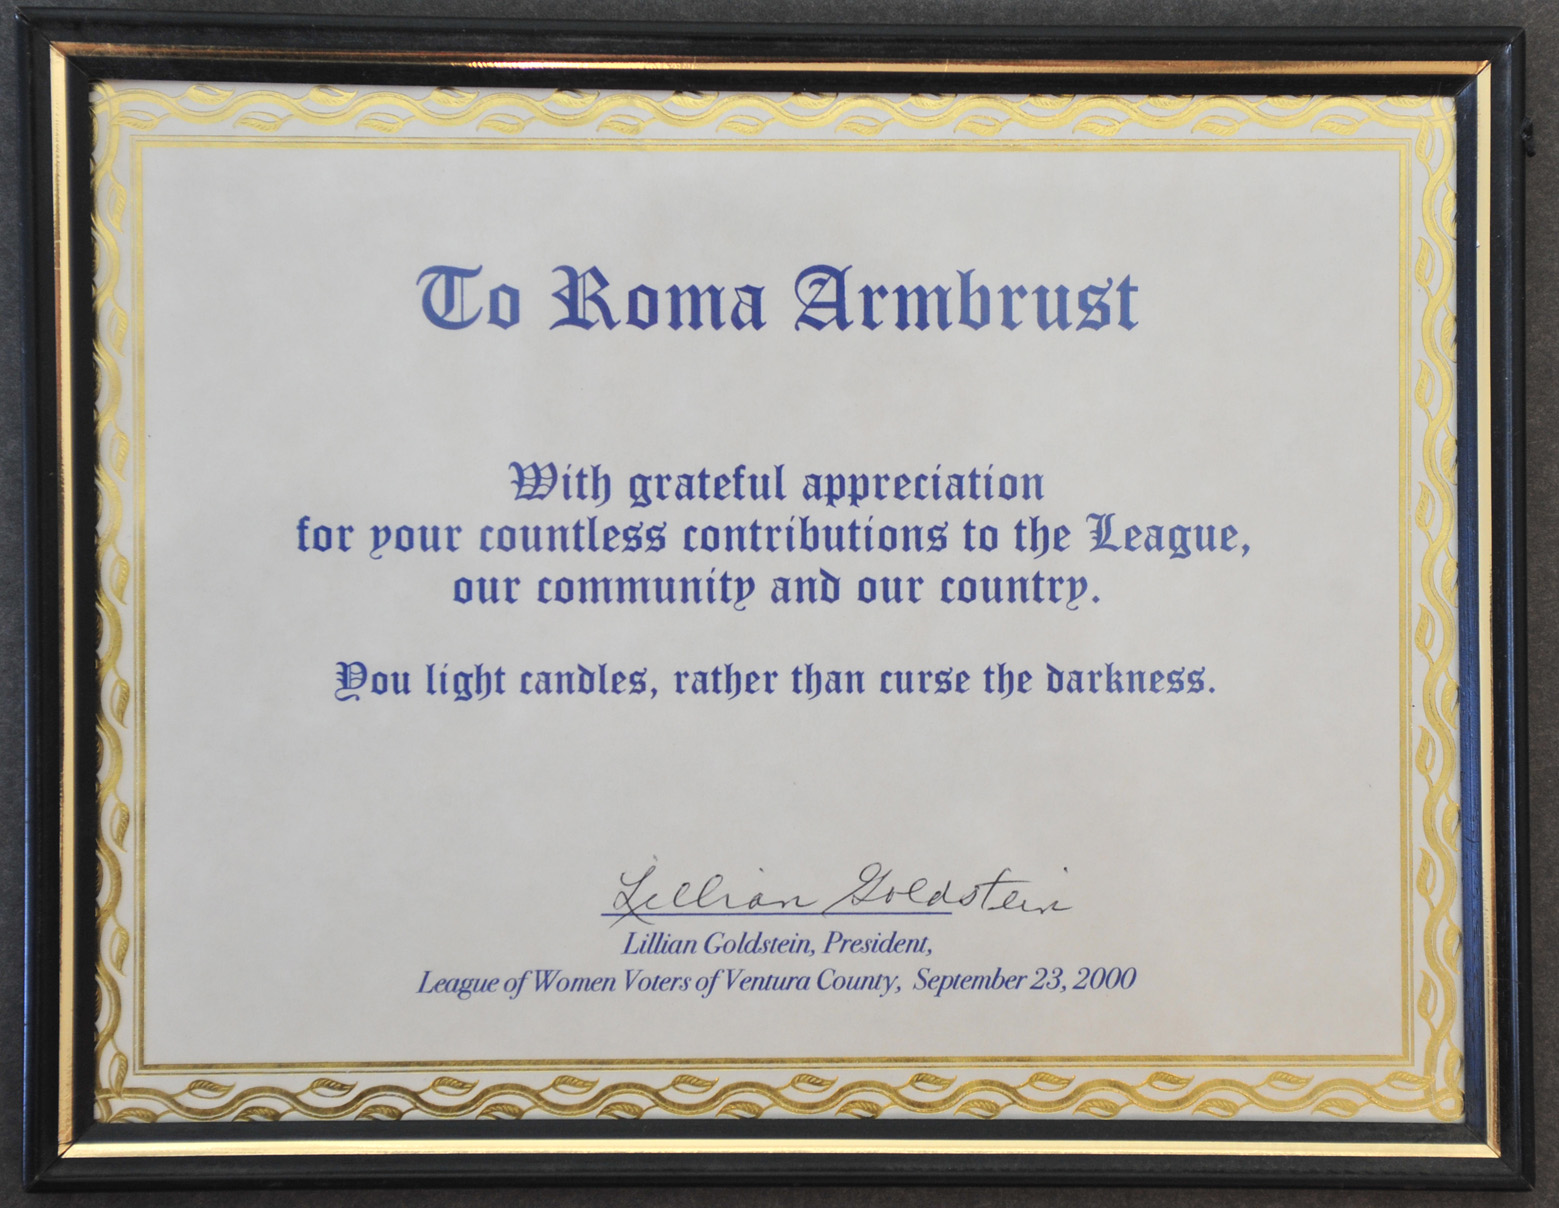 To Roma Armbrust
With grateful appreciation
for your countless contributions to the League,
our community and our country.
You light candles, rather than curse the darkness.
Lillian Goldstein
Lillian Goldstein, President,
League of Women Voters of Ventura County, September 23, 2000